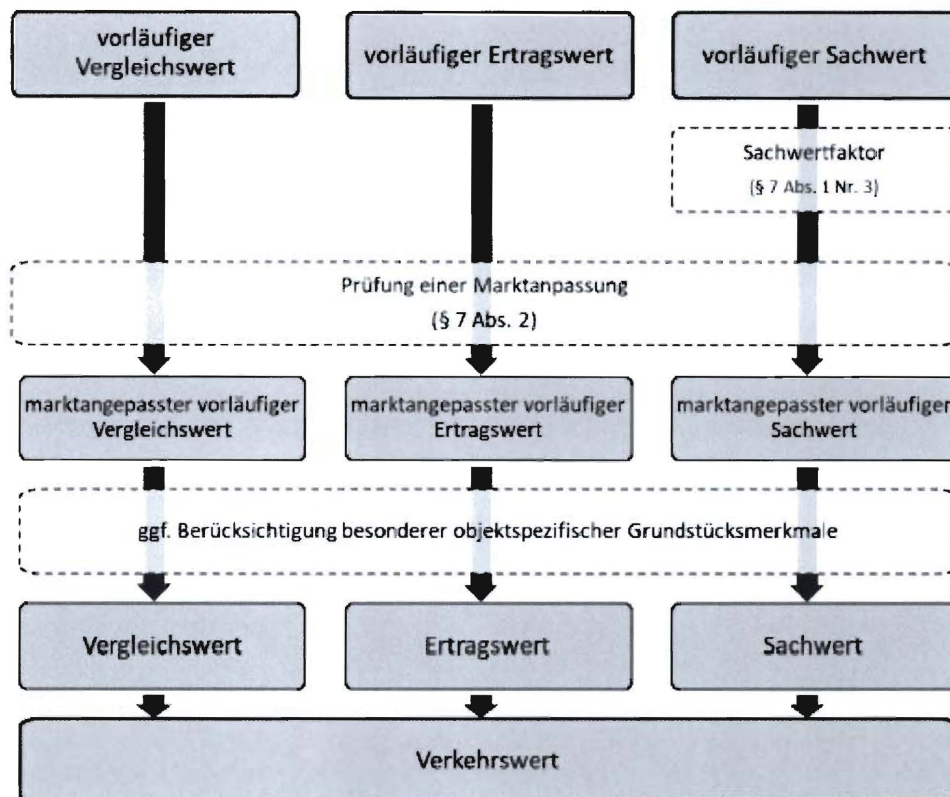 vorläufiger
Vergleichswert
vorläufiger Ertragswert
vorläufiger Sachwert
Sachwertfaktor
(§ 7 Abs. 1 Nr. 3)
Prüfung einer Marktanpassung
(§ 7 Abs. 2)
marktangepasster vorläufiger
Vergleichswert
marktangepasster vorläufiger
Ertragswert
marktangepasster vorläufiger
Sachwert
ggf. Berücksichtigung besonderer objektspezifischer Grundstücksmerkmale
Vergleichswert
Ertragswert
Sachwert
Verkehrswert